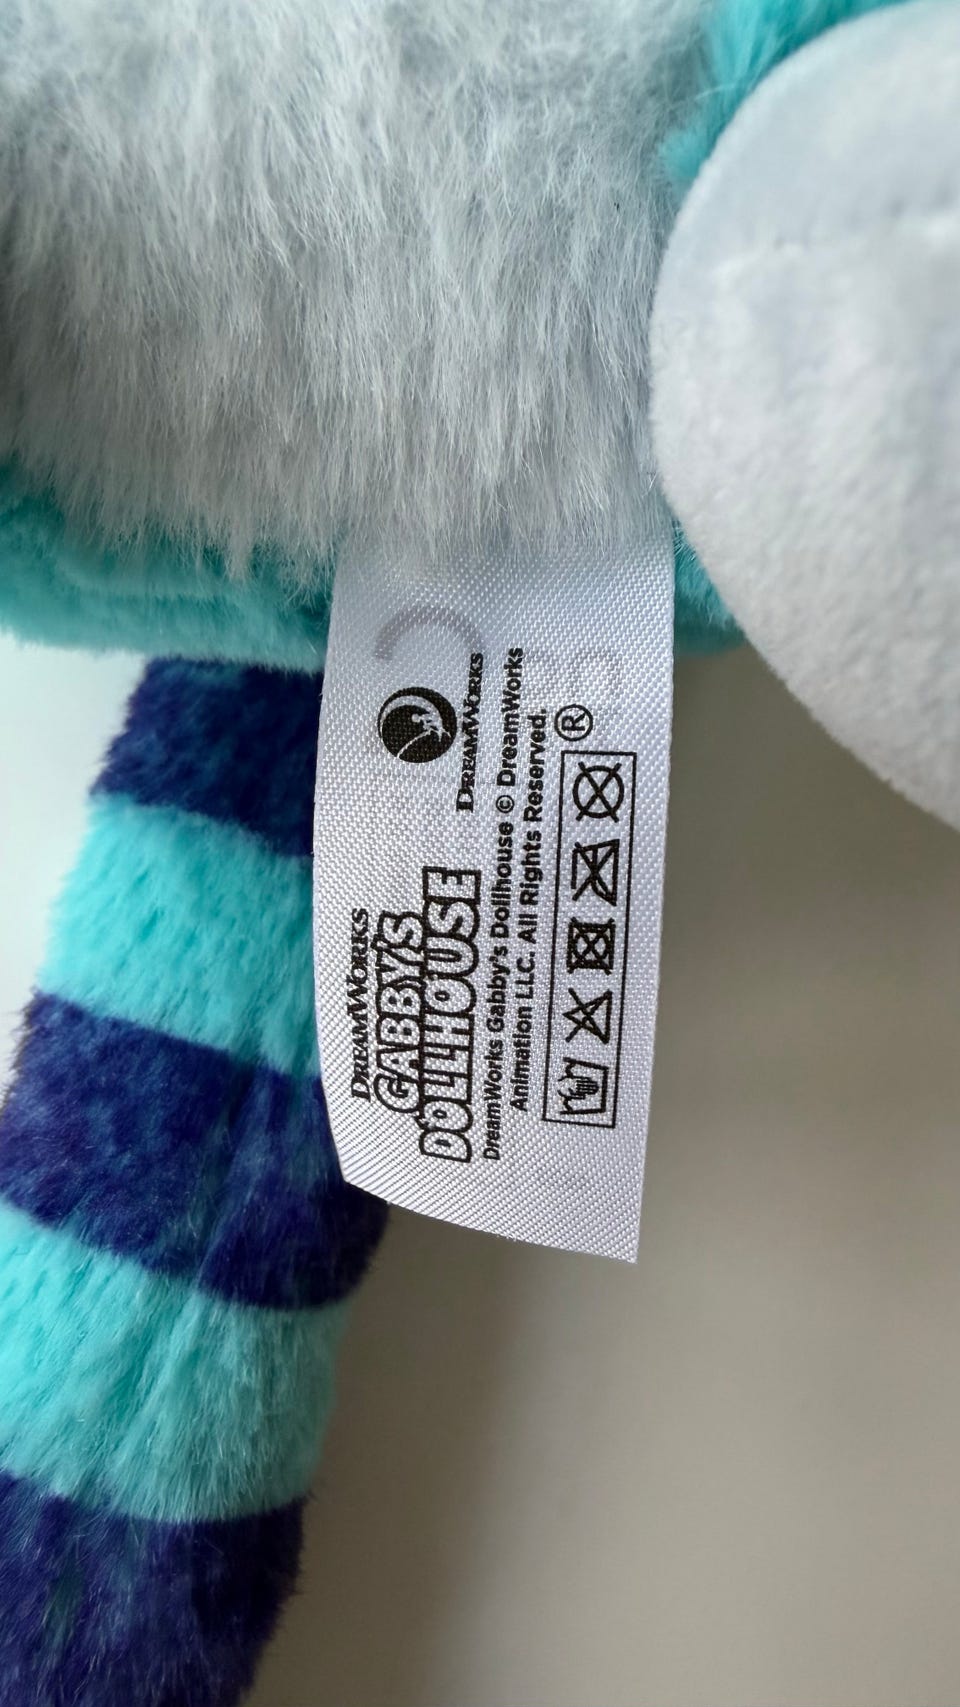 DREAMWORKS
GABBY'S
DOLLHOUSE
DREAMWORKS
DreamWorks Gabby's Dollhouse © DreamWorks
Animation LLC. All Rights Reserved.
®